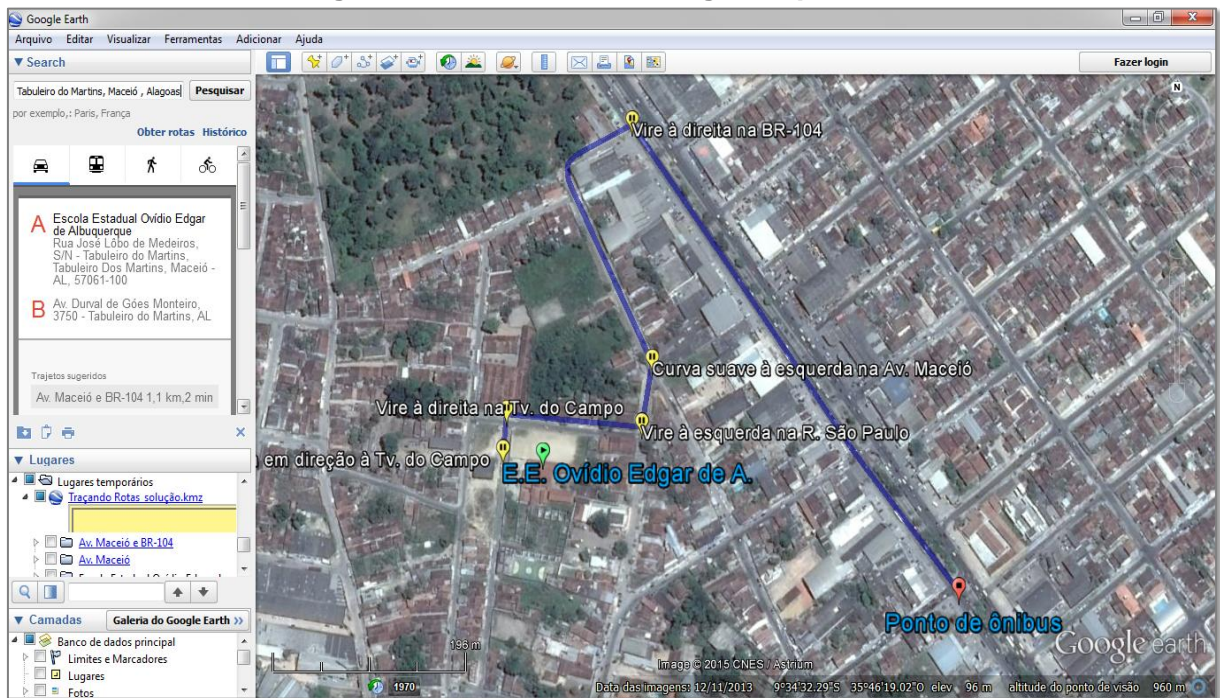 Google Earth
Arquivo Editar Visualizar Ferramentas Adicionar Ajuda
Search
Tabuleiro do Martins, Maceió , Alagoas
Pesquisar
por exemplo,: Paris, França
Obter rotas Histórico
A Escola Estadual Ovídio Edgar
de Albuquerque
Rua José Lôbo de Medeiros,
S/N - Tabuleiro do Martins,
Tabuleiro Dos Martins, Maceió -
AL, 57061-100
B Av. Durval de Góes Monteiro,
3750 - Tabuleiro do Martins, AL
Trajetos sugeridos
Av. Maceió e BR-104 1,1 km,2 min
Lugares
Lugares temporários
Traçando Rotas_solução.kmz
Av. Maceió e BR-104
Av. Maceió
Camadas
Galeria do Google Earth >>
Banco de dados principal
Limites e Marcadores
Lugares
Fotos
Fazer login
N
Vire à direita na BR-104
Curva suave à esquerda na Av. Maceió
Vire à direita na Tv. do Campo
Vire à esquerda na R. São Paulo
em direção à Tv. do Campo
E.E. Ovídio Edgar de A.
Ponto de ônibus
Google earth
196 m
Image © 2015 CNES / Astrium
1970
Data das imagens: 12/11/2013 9°34'32.29"S 35°46'19.02"O elev 96 m altitude do ponto de visão 960 m